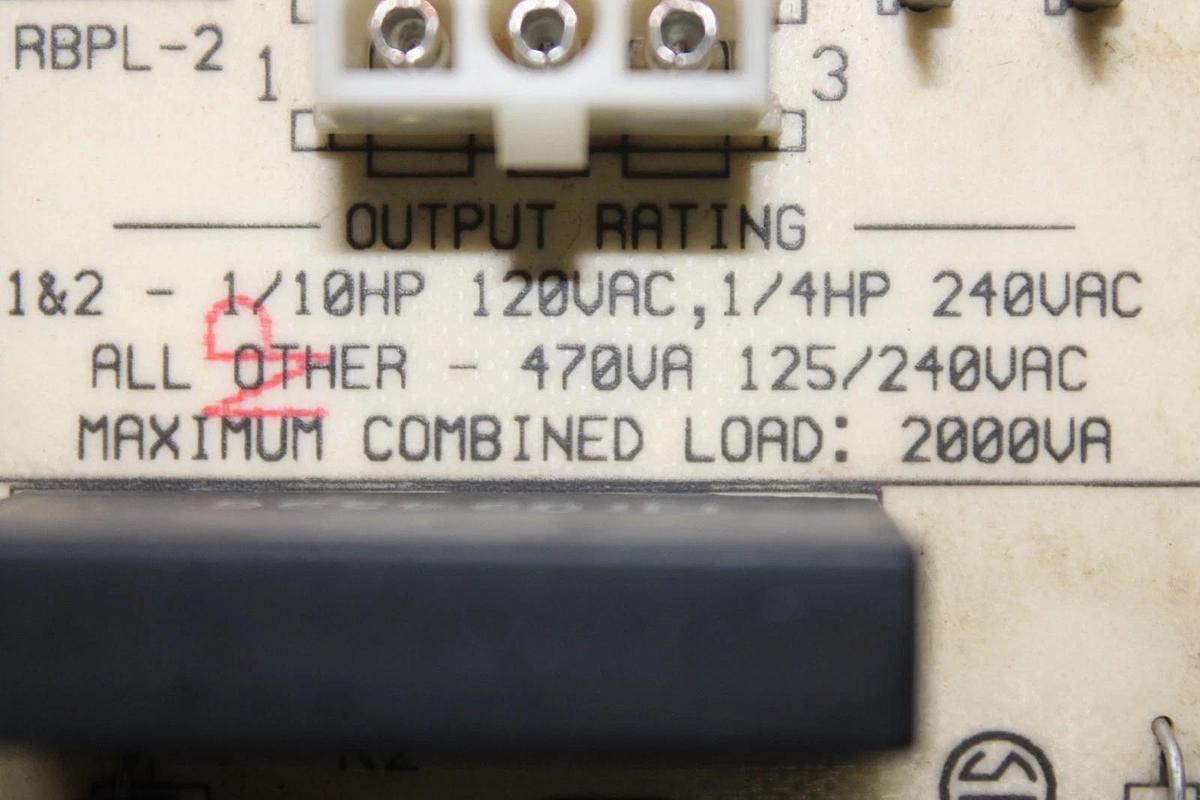 RBPL-2
1
3
OUTPUT RATING
1&2 - 1/10HP 120VAC,1/4HP 240VAC
ALL OTHER - 470VA 125/240VAC
MAXIMUM COMBINED LOAD: 2000VA